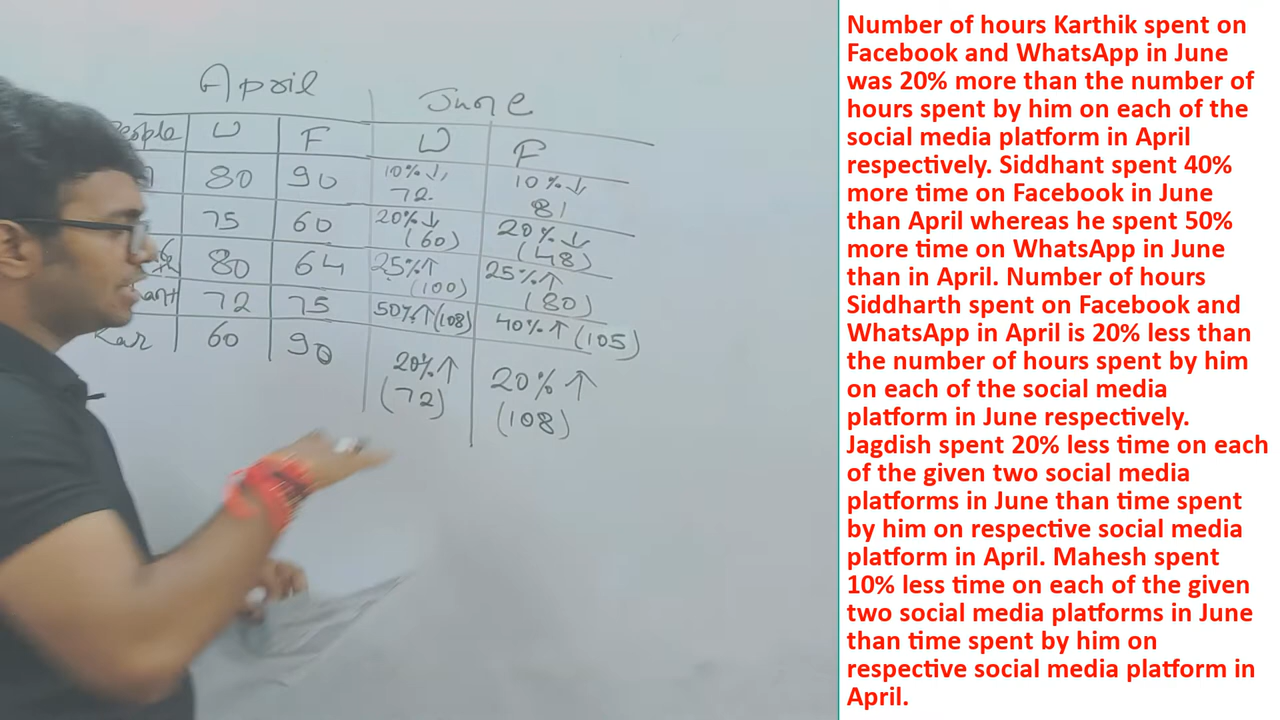 April
June
People W F W F
80 90 10%↓ 10%↓
72 81
75 60 20%↓ 20%↓
(60) (48)
80 64 25%↑ 25%↑
(100) (80)
72 75 50%↑(108) 40%↑(105)
Kar 60 90 20%↑ 20%↑
(72) (108)
Number of hours Karthik spent on
Facebook and WhatsApp in June
was 20% more than the number of
hours spent by him on each of the
social media platform in April
respectively. Siddhant spent 40%
more time on Facebook in June
than April whereas he spent 50%
more time on WhatsApp in June
than in April. Number of hours
Siddharth spent on Facebook and
WhatsApp in April is 20% less than
the number of hours spent by him
on each of the social media
platform in June respectively.
Jagdish spent 20% less time on each
of the given two social media
platforms in June than time spent
by him on respective social media
platform in April. Mahesh spent
10% less time on each of the given
two social media platforms in June
than time spent by him on
respective social media platform in
April.